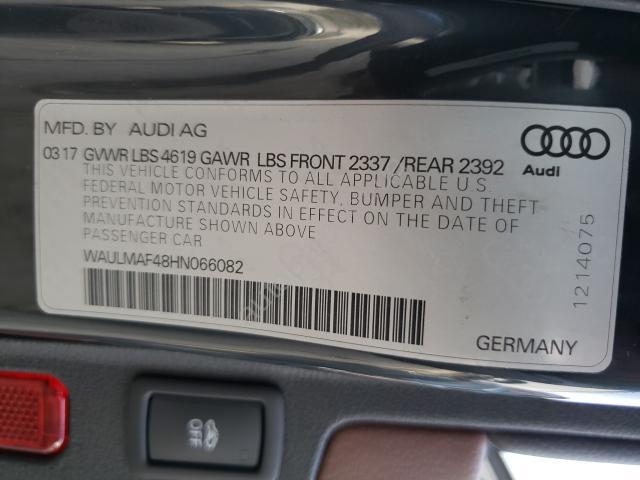 MFD. BY AUDI AG
03 17 GVWR LBS 4619 GAWR LBS FRONT 2337 /REAR 2392
THIS VEHICLE CONFORMS TO ALL APPLICABLE U.S.
FEDERAL MOTOR VEHICLE SAFETY, BUMPER AND THEFT
PREVENTION STANDARDS IN EFFECT ON THE DATE OF
MANUFACTURE SHOWN ABOVE
PASSENGER CAR
WAULMAF48HN066082
Audi
1214075
GERMANY
OFF